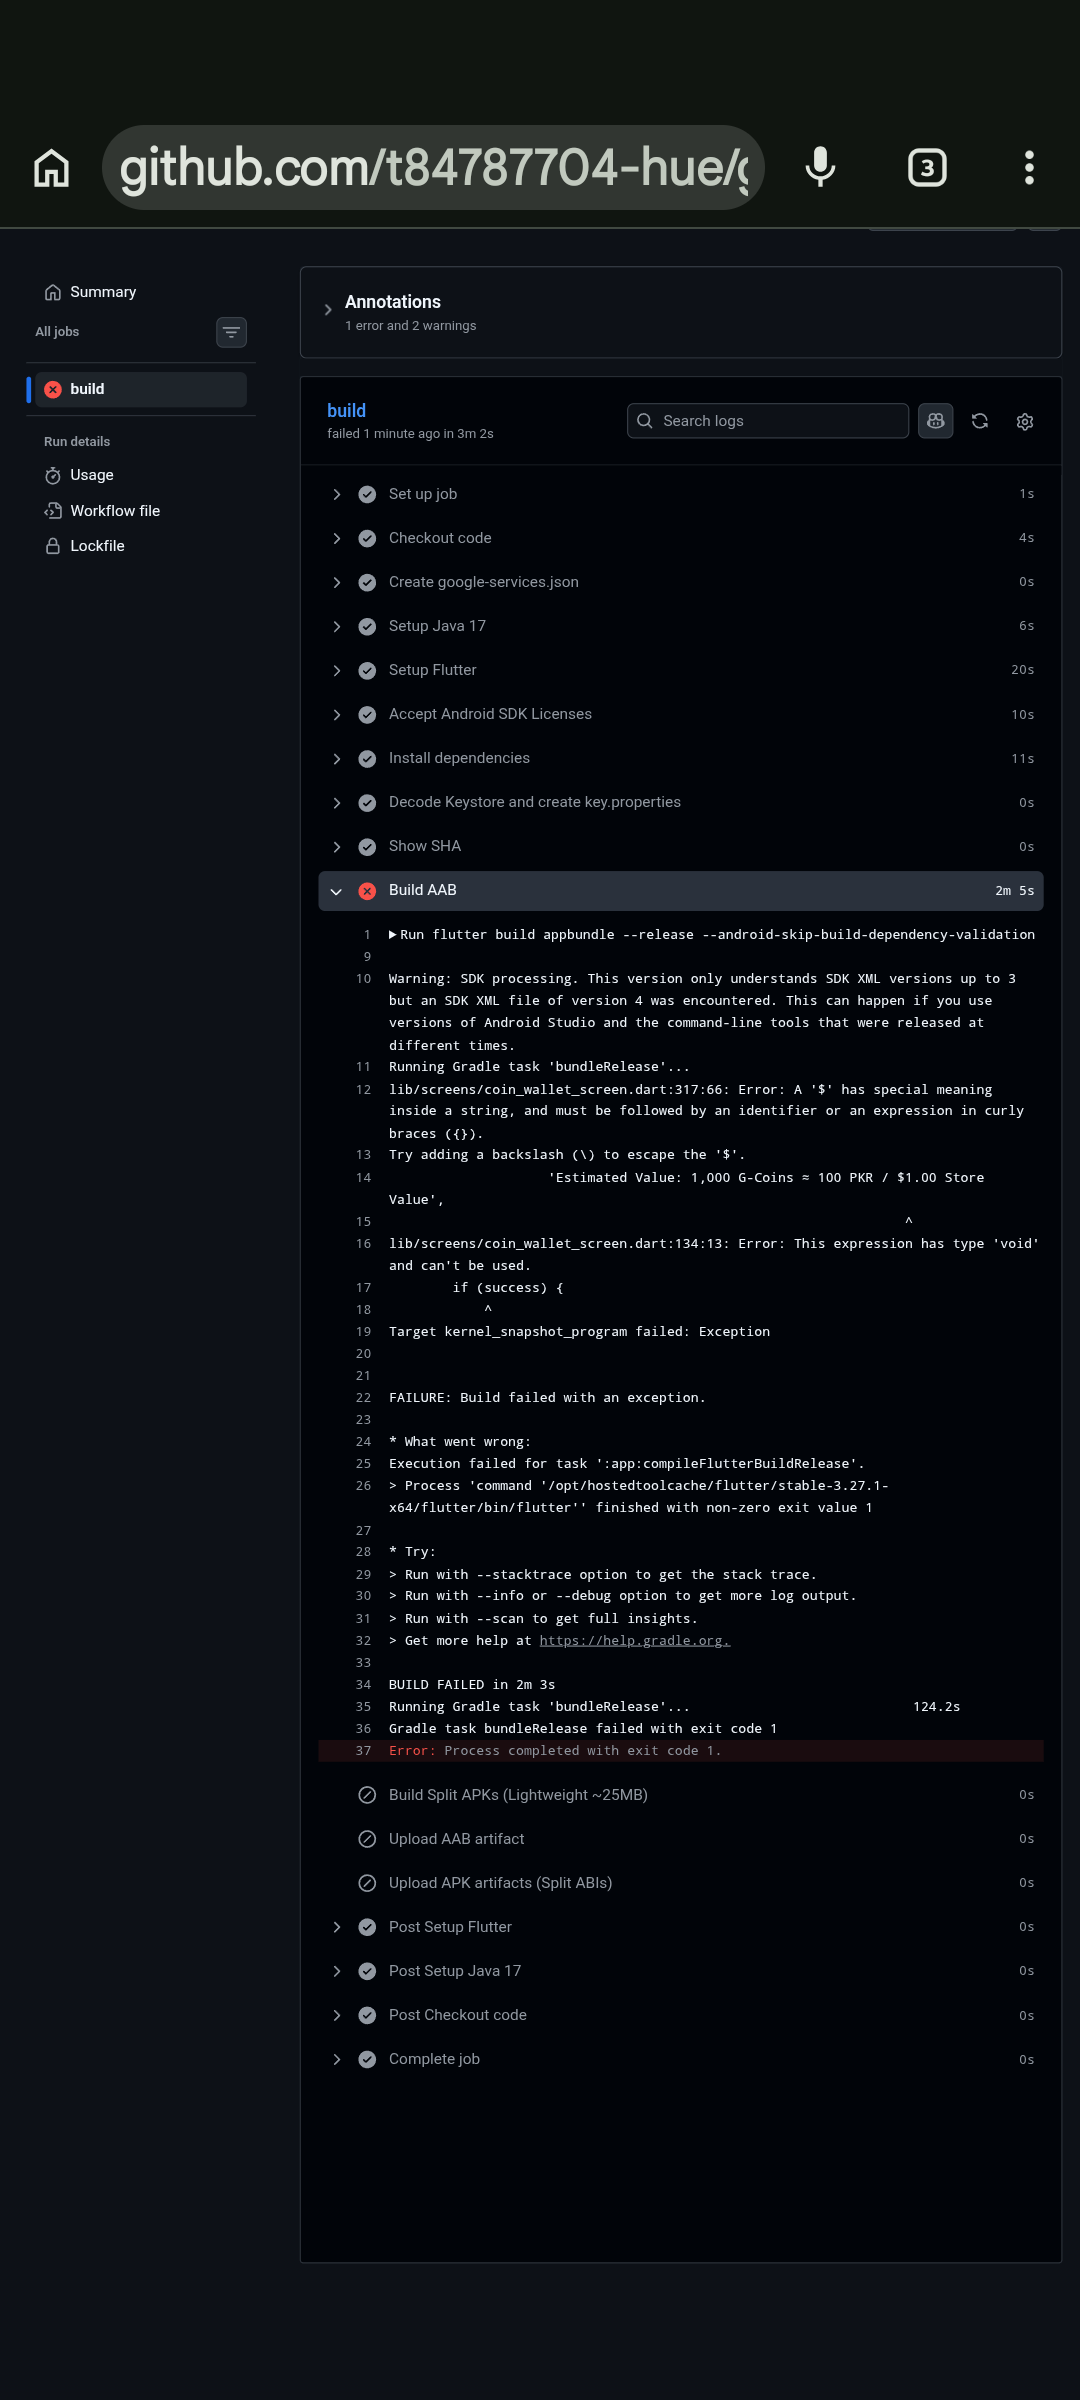 github.com/t84787704-hue/g
3
Summary
All jobs
build
Run details
Usage
Workflow file
Lockfile
Annotations
1 error and 2 warnings
build
failed 1 minute ago in 3m 2s
Search logs
Set up job 1s
Checkout code 4s
Create google-services.json 0s
Setup Java 17 6s
Setup Flutter 20s
Accept Android SDK Licenses 10s
Install dependencies 11s
Decode Keystore and create key.properties 0s
Show SHA 0s
Build AAB 2m 5s
1 ▶Run flutter build appbundle --release --android-skip-build-dependency-validation
9
10 Warning: SDK processing. This version only understands SDK XML versions up to 3
but an SDK XML file of version 4 was encountered. This can happen if you use
versions of Android Studio and the command-line tools that were released at
different times.
11 Running Gradle task 'bundleRelease'...
12 lib/screens/coin_wallet_screen.dart:317:66: Error: A '$' has special meaning
inside a string, and must be followed by an identifier or an expression in curly
braces ({}).
13 Try adding a backslash (\) to escape the '$'.
14 'Estimated Value: 1,000 G-Coins ≈ 100 PKR / $1.00 Store
Value',
15 ^
16 lib/screens/coin_wallet_screen.dart:134:13: Error: This expression has type 'void'
and can't be used.
17 if (success) {
18 ^
19 Target kernel_snapshot_program failed: Exception
20
21
22 FAILURE: Build failed with an exception.
23
24 * What went wrong:
25 Execution failed for task ':app:compileFlutterBuildRelease'.
26 > Process 'command '/opt/hostedtoolcache/flutter/stable-3.27.1-
x64/flutter/bin/flutter'' finished with non-zero exit value 1
27
28 * Try:
29 > Run with --stacktrace option to get the stack trace.
30 > Run with --info or --debug option to get more log output.
31 > Run with --scan to get full insights.
32 > Get more help at https://help.gradle.org.
33
34 BUILD FAILED in 2m 3s
35 Running Gradle task 'bundleRelease'... 124.2s
36 Gradle task bundleRelease failed with exit code 1
37 Error: Process completed with exit code 1.
Build Split APKs (Lightweight ~25MB) 0s
Upload AAB artifact 0s
Upload APK artifacts (Split ABIs) 0s
Post Setup Flutter 0s
Post Setup Java 17 0s
Post Checkout code 0s
Complete job 0s